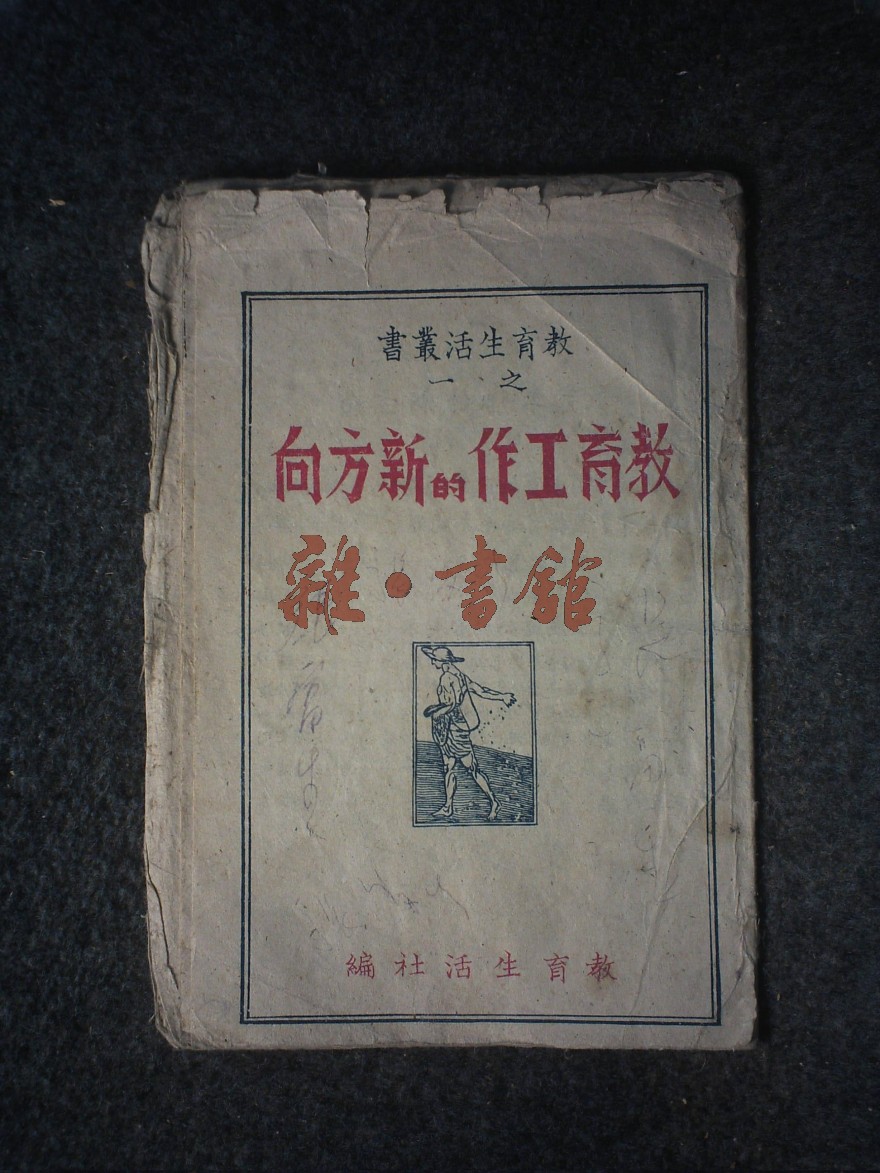 教育生活叢書
之一
教育工作的新方向
雜·書館
教育生活社編